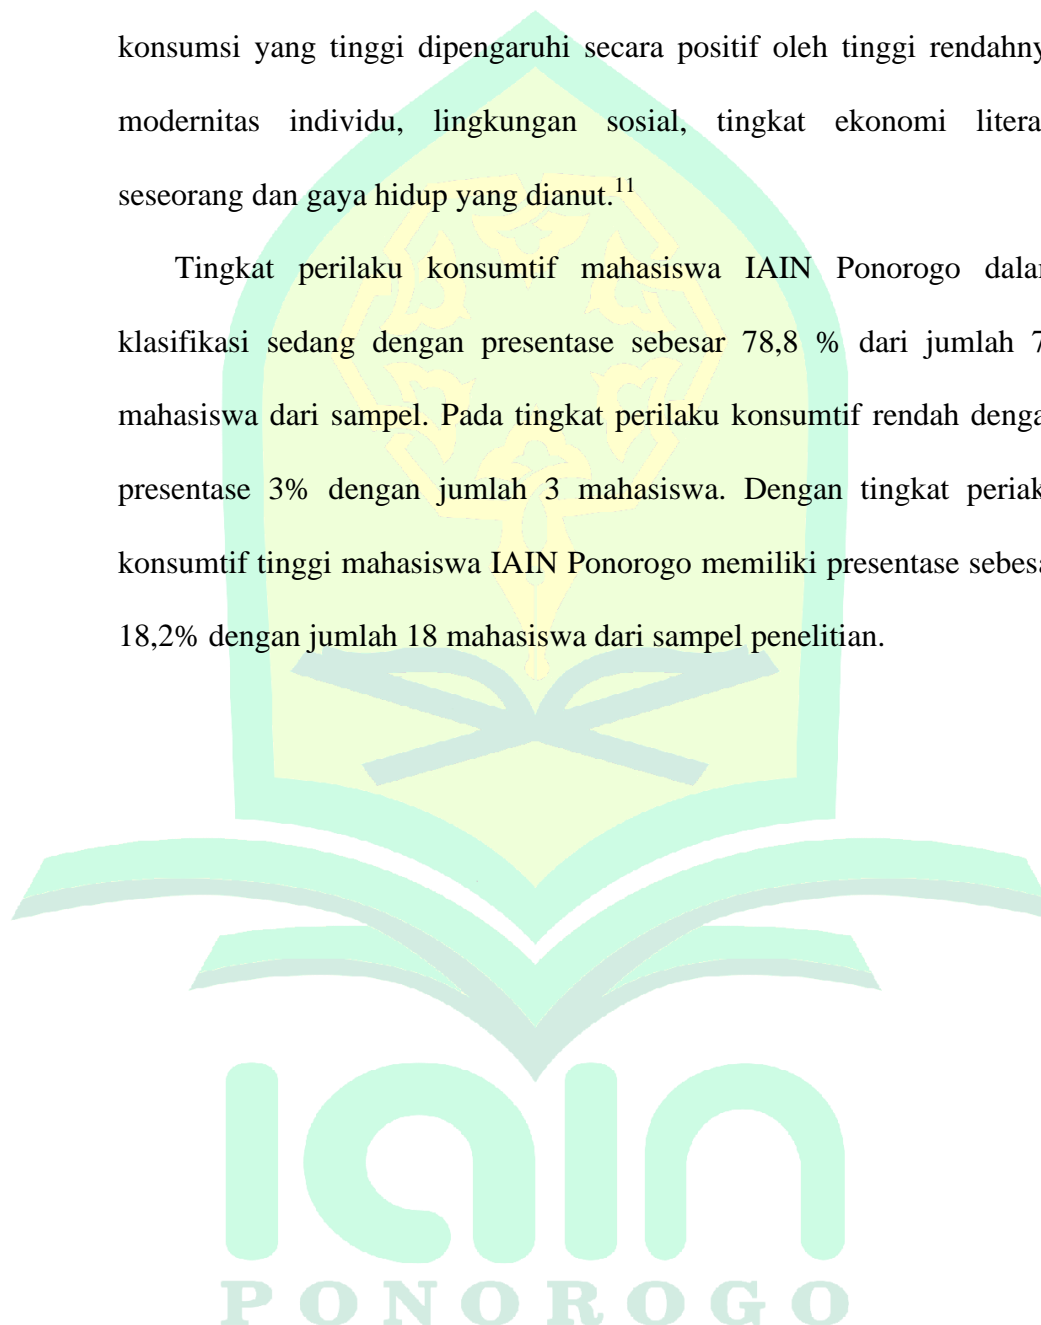 konsumsi yang tinggi dipengaruhi secara positif oleh tinggi rendahny
modernitas individu, lingkungan sosial, tingkat ekonomi litera
seseorang dan gaya hidup yang dianut.11
Tingkat perilaku konsumtif mahasiswa IAIN Ponorogo dala
klasifikasi sedang dengan presentase sebesar 78,8 % dari jumlah 7
mahasiswa dari sampel. Pada tingkat perilaku konsumtif rendah denga
presentase 3% dengan jumlah 3 mahasiswa. Dengan tingkat periak
konsumtif tinggi mahasiswa IAIN Ponorogo memiliki presentase sebesa
18,2% dengan jumlah 18 mahasiswa dari sampel penelitian.
iain
PONOROGO